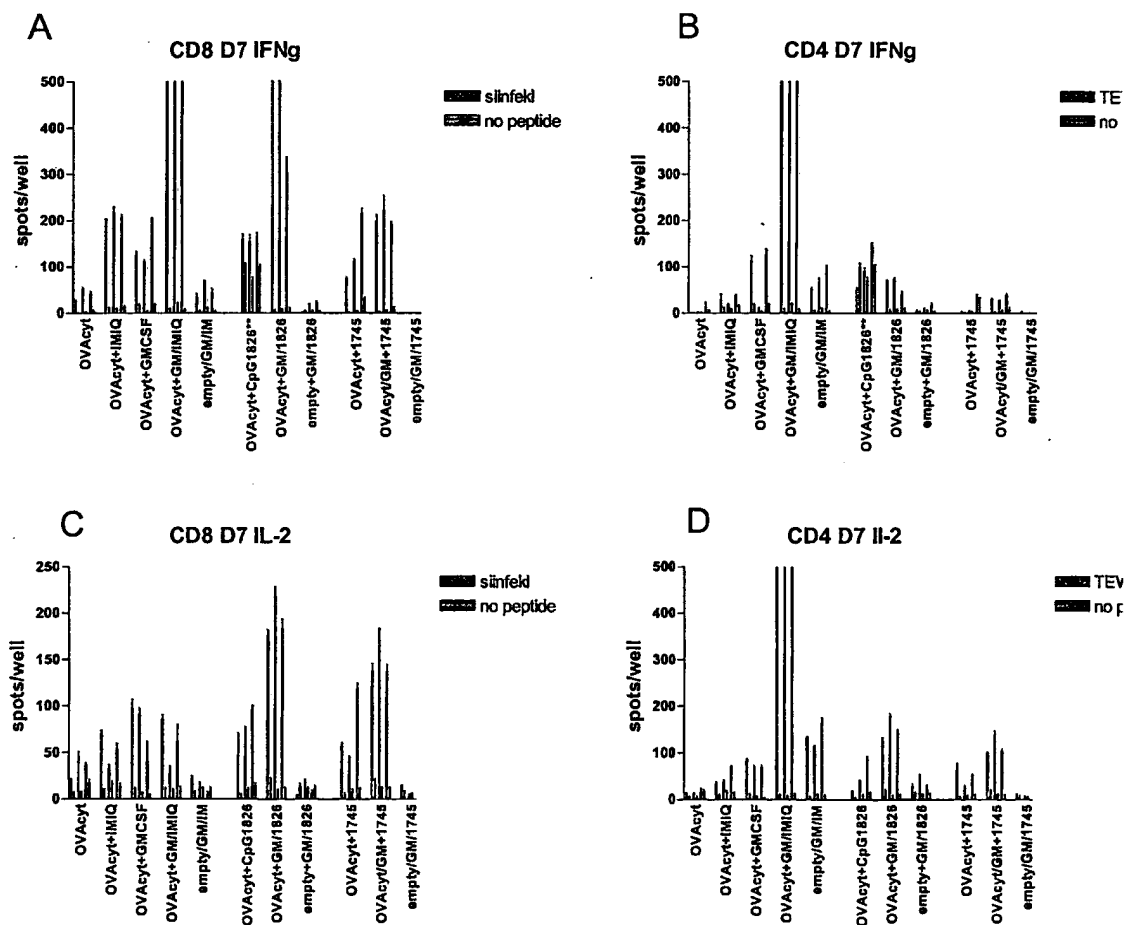 A
CD8 D7 IFNg
500
400
300
200
100
0
spots/well
siinfekl
no peptide
OVAcyt
OVAcyt+IMIQ
OVAcyt+GMCSF
OVAcyt+GM/IMIQ
empty/GM/IM
OVAcyt+CpG1826**
OVAcyt+GM/1826
empty+GM/1826
OVAcyt+1745
OVAcyt/GM+1745
empty/GM/1745
B
CD4 D7 IFNg
500
400
300
200
100
0
spots/well
TE
no
OVAcyt
OVAcyt+IMIQ
OVAcyt+GMCSF
OVAcyt+GM/IMIQ
empty/GM/IM
OVAcyt+CpG1826**
OVAcyt+GM/1826
empty+GM/1826
OVAcyt+1745
OVAcyt/GM+1745
empty/GM/1745
C
CD8 D7 IL-2
250
200
150
100
50
0
spots/well
siinfekl
no peptide
OVAcyt
OVAcyt+IMIQ
OVAcyt+GMCSF
OVAcyt+GM/IMIQ
empty/GM/IM
OVAcyt+CpG1826
OVAcyt+GM/1826
empty+GM/1826
OVAcyt+1745
OVAcyt/GM+1745
empty/GM/1745
D
CD4 D7 Il-2
500
400
300
200
100
0
spots/well
TEV
no p
OVAcyt
OVAcyt+IMIQ
OVAcyt+GMCSF
OVAcyt+GM/IMIQ
empty/GM/IM
OVAcyt+CpG1826
OVAcyt+GM/1826
empty+GM/1826
OVAcyt+1745
OVAcyt/GM+1745
empty/GM/1745